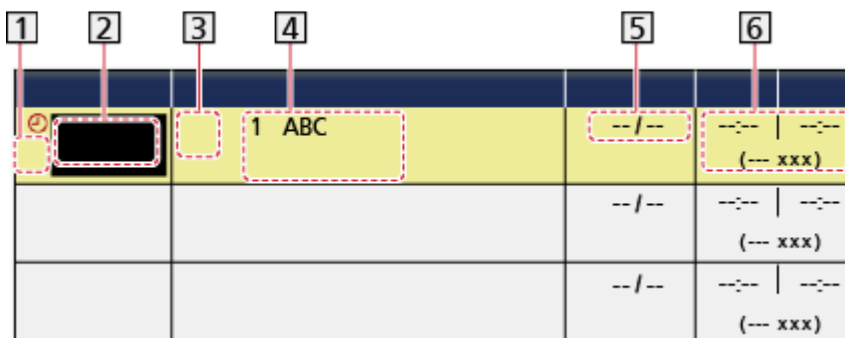 1 2 3 4 5 6
1 ABC --/-- --:-- | --:--
(--- xxx)
--/-- --:-- | --:--
(--- xxx)
--/-- --:-- | --:--
(--- xxx)